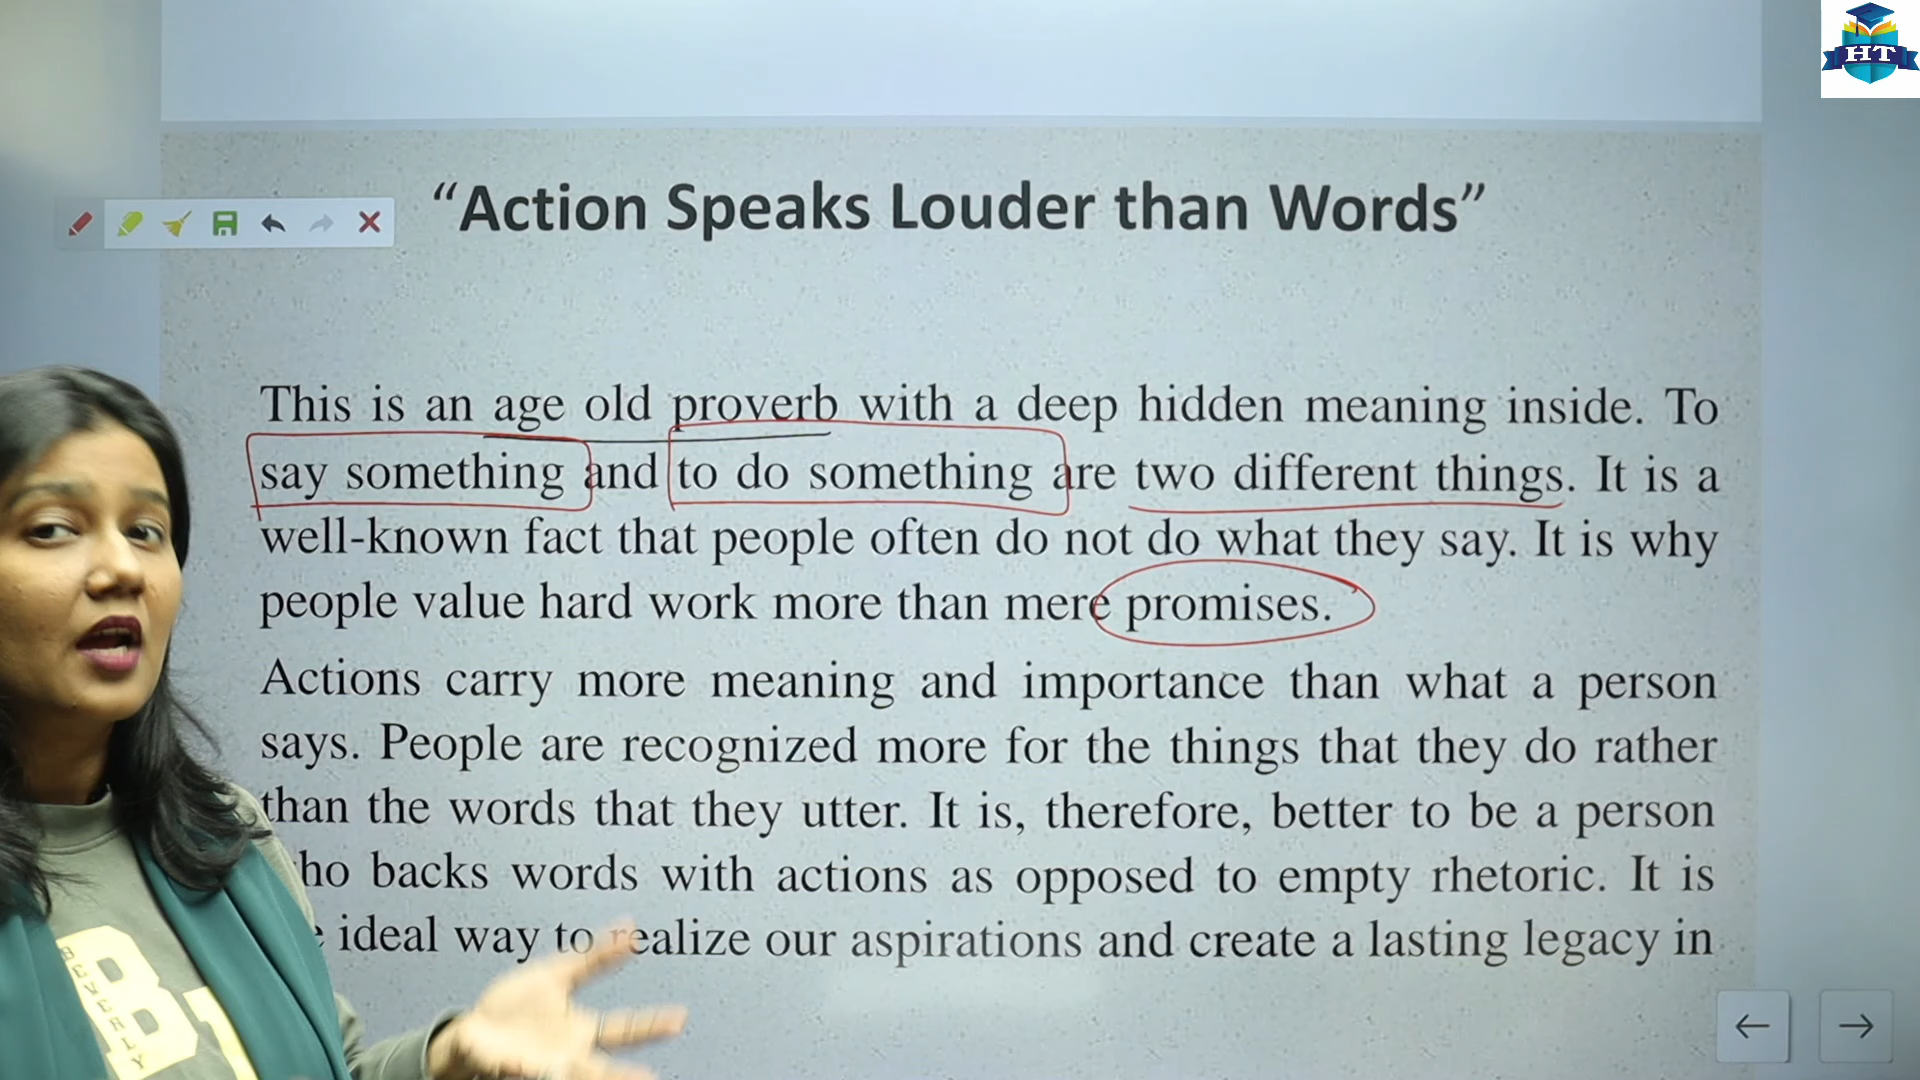 HT
“Action Speaks Louder than Words”
This is an age old proverb with a deep hidden meaning inside. To
say something and to do something are two different things. It is a
well-known fact that people often do not do what they say. It is why
people value hard work more than mere promises.
Actions carry more meaning and importance than what a person
says. People are recognized more for the things that they do rather
than the words that they utter. It is, therefore, better to be a person
ho backs words with actions as opposed to empty rhetoric. It is
e ideal way to realize our aspirations and create a lasting legacy in
B
BEVERLY